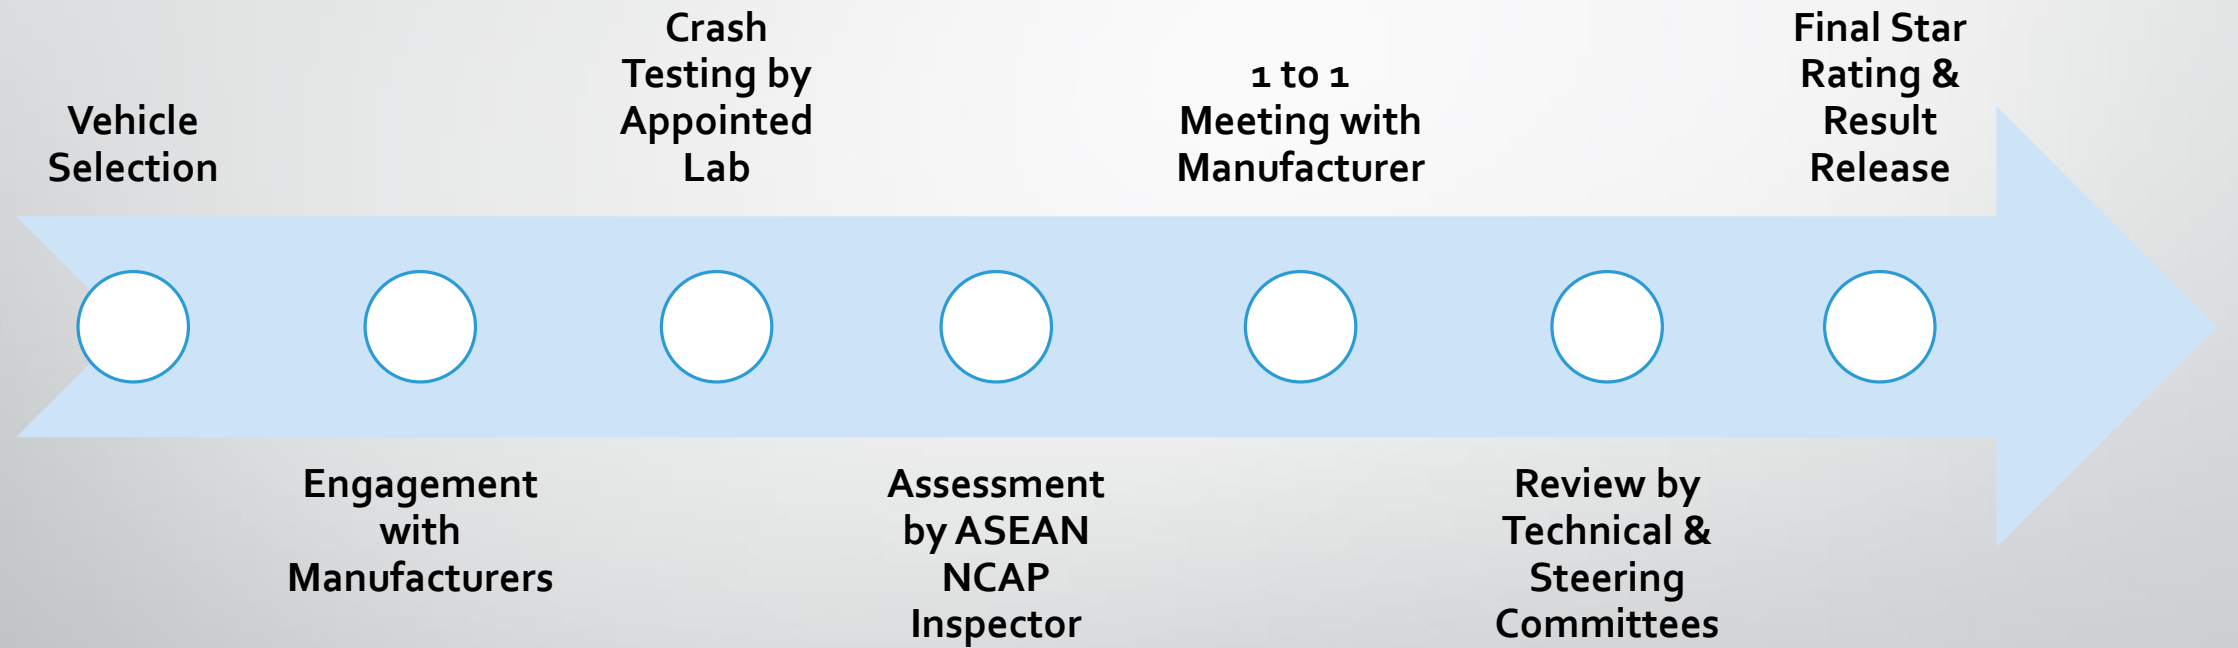 Vehicle
Selection
Engagement
with
Manufacturers
Crash
Testing by
Appointed
Lab
Assessment
by ASEAN
NCAP
Inspector
1 to 1
Meeting with
Manufacturer
Review by
Technical &
Steering
Committees
Final Star
Rating &
Result
Release